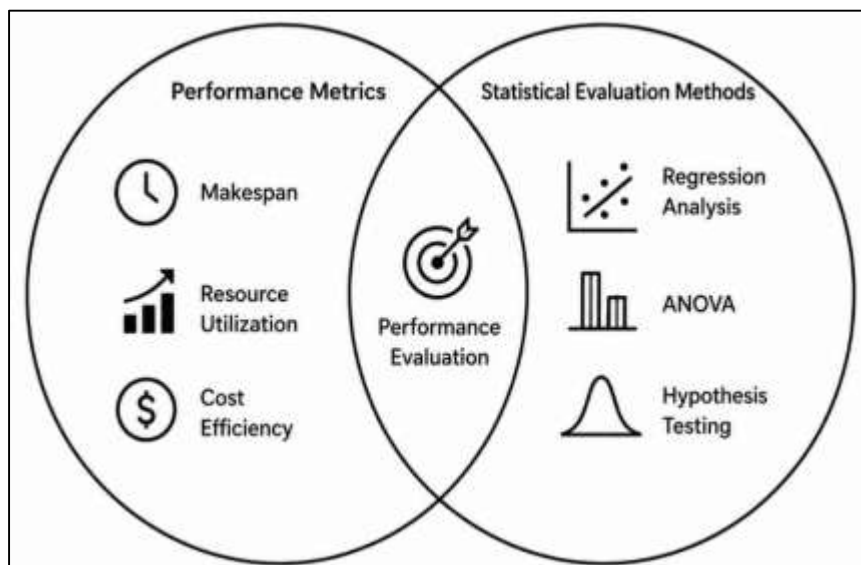 Performance Metrics
Makespan
Resource
Utilization
$
Cost
Efficiency
Performance
Evaluation
Statistical Evaluation Methods
Regression
Analysis
ANOVA
Hypothesis
Testing